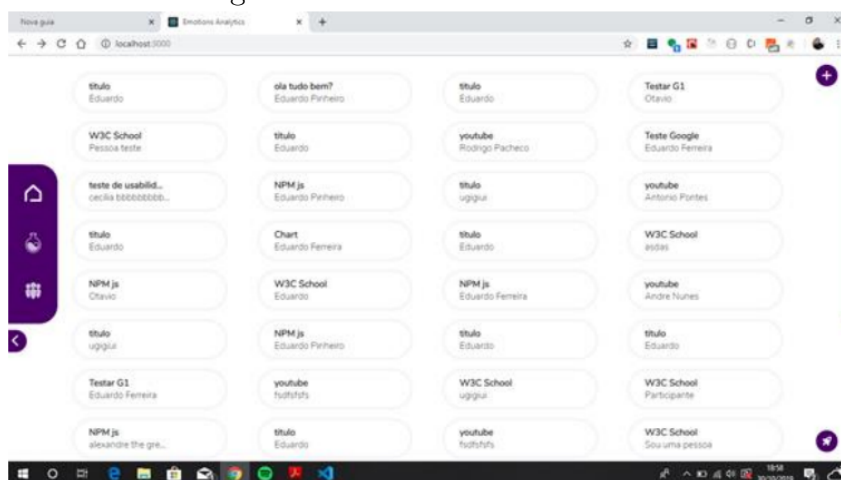 Nova guia
Emotions Analytics
localhost:3000
titulo
Eduardo
ola tudo bem?
Eduardo Pinheiro
titulo
Eduardo
Testar G1
Otavio
W3C School
Pessoa teste
titulo
Eduardo
youtube
Rodrigo Pacheco
Teste Google
Eduardo Ferreira
teste de usabilid...
cecilia bbbbbbbbb...
NPM js
Eduardo Pinheiro
titulo
ugigiui
youtube
Antonio Pontes
titulo
Eduardo
Chart
Eduardo Ferreira
titulo
Eduardo
W3C School
asdas
NPM js
Otavio
W3C School
Eduardo
NPM js
Eduardo Ferreira
youtube
Andre Nunes
titulo
ugigiui
NPM js
Eduardo Pinheiro
titulo
Eduardo
titulo
Eduardo
Testar G1
Eduardo Ferreira
youtube
fsdfsfsfs
W3C School
ugigiui
W3C School
Participante
NPM js
alexandre the gre...
titulo
Eduardo
youtube
fsdfsfsfs
W3C School
Sou uma pessoa
18:58
30/10/2019